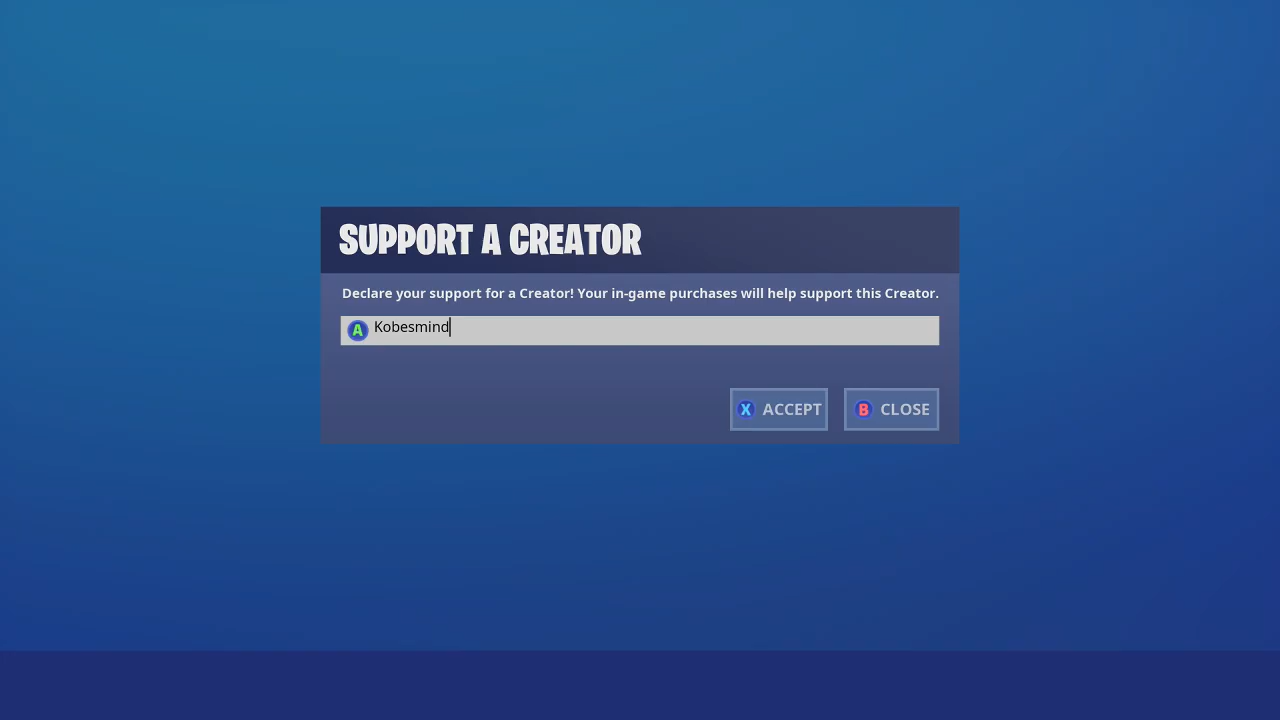 SUPPORT A CREATOR
Declare your support for a Creator! Your in-game purchases will help support this Creator.
A Kobesmind
X ACCEPT B CLOSE